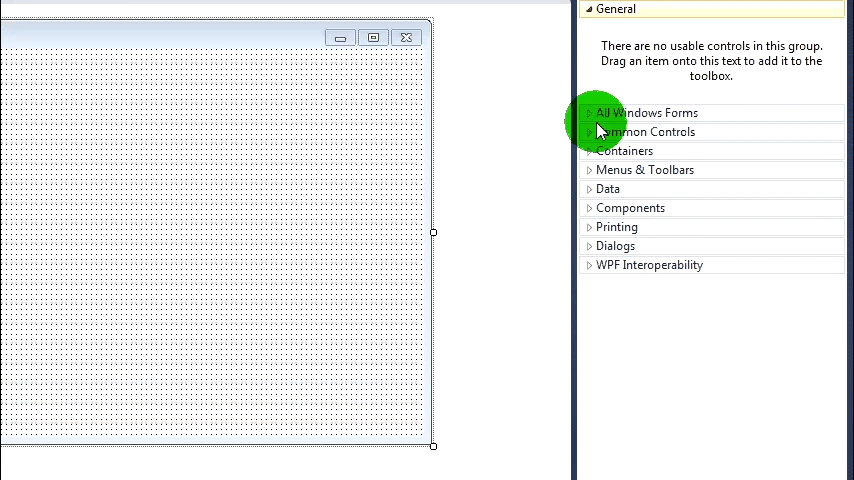 General
There are no usable controls in this group.
Drag an item onto this text to add it to the
toolbox.
All Windows Forms
Common Controls
Containers
Menus & Toolbars
Data
Components
Printing
Dialogs
WPF Interoperability